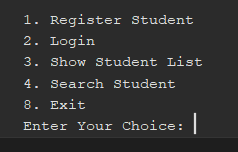 1. Register Student
2. Login
3. Show Student List
4. Search Student
8. Exit
Enter Your Choice: